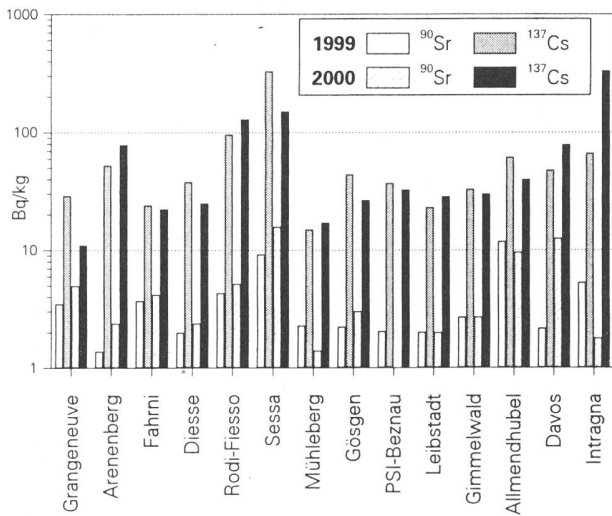 1000
100
10
1
Bq/kg
1999 ⁹⁰Sr ¹³⁷Cs
2000 ⁹⁰Sr ¹³⁷Cs
Grangeneuve
Arenenberg
Fahrni
Diesse
Rodi-Fiesso
Sessa
Mühleberg
Gösgen
PSI-Beznau
Leibstadt
Gimmelwald
Allmendhubel
Davos
Intragna